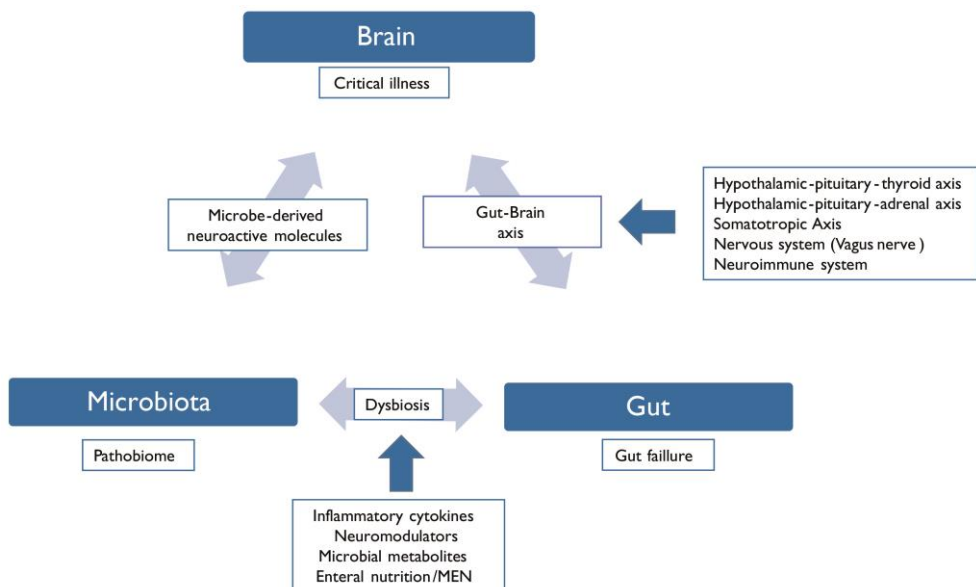 Brain
Critical illness
Microbe-derived
neuroactive molecules
Gut-Brain
axis
Hypothalamic-pituitary-thyroid axis
Hypothalamic-pituitary-adrenal axis
Somatotropic Axis
Nervous system (Vagus nerve )
Neuroimmune system
Microbiota
Pathobiome
Dysbiosis
Gut
Gut faillure
Inflammatory cytokines
Neuromodulators
Microbial metabolites
Enteral nutrition/MEN